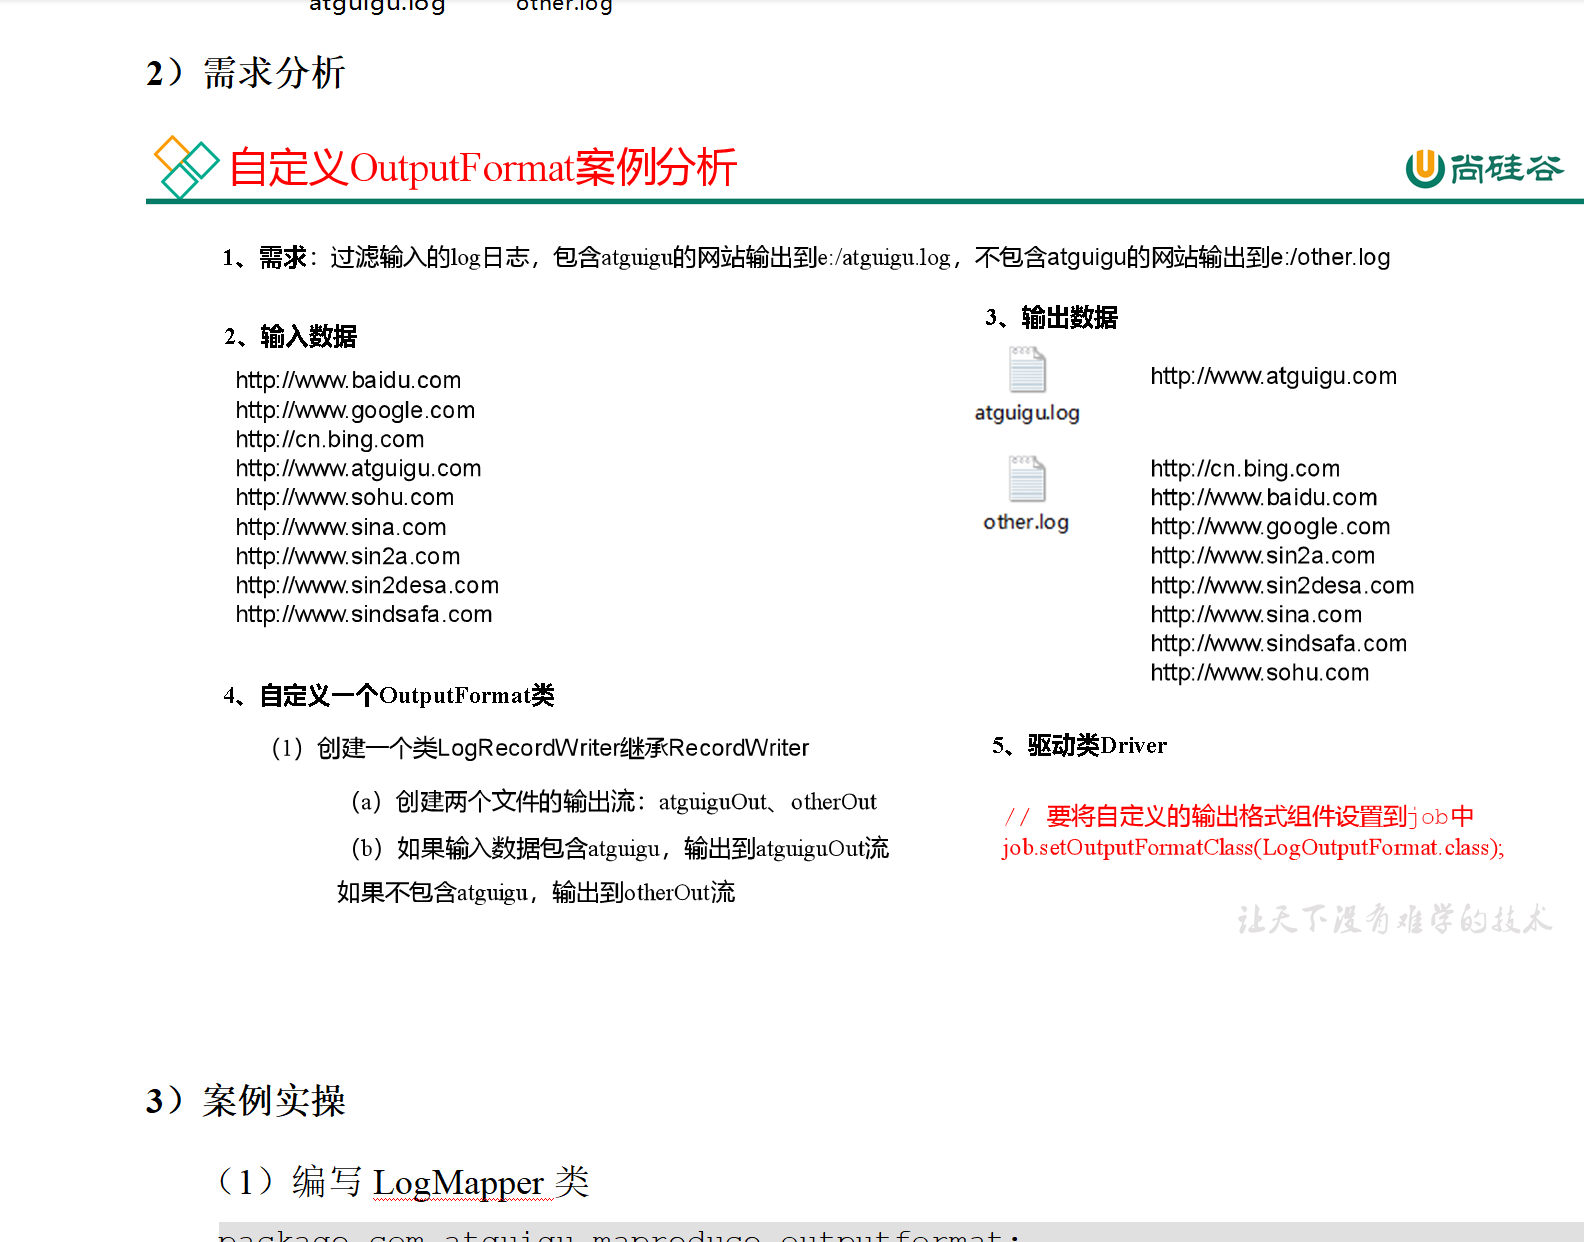 atguigu.log other.log
2）需求分析
自定义OutputFormat案例分析
尚硅谷
1、需求：过滤输入的log日志，包含atguigu的网站输出到e:/atguigu.log，不包含atguigu的网站输出到e:/other.log
2、输入数据
http://www.baidu.com
http://www.google.com
http://cn.bing.com
http://www.atguigu.com
http://www.sohu.com
http://www.sina.com
http://www.sin2a.com
http://www.sin2desa.com
http://www.sindsafa.com
3、输出数据
atguigu.log
http://www.atguigu.com
other.log
http://cn.bing.com
http://www.baidu.com
http://www.google.com
http://www.sin2a.com
http://www.sin2desa.com
http://www.sina.com
http://www.sindsafa.com
http://www.sohu.com
4、自定义一个OutputFormat类
（1）创建一个类LogRecordWriter继承RecordWriter
（a）创建两个文件的输出流：atguiguOut、otherOut
（b）如果输入数据包含atguigu，输出到atguiguOut流
如果不包含atguigu，输出到otherOut流
5、驱动类Driver
// 要将自定义的输出格式组件设置到job中
job.setOutputFormatClass(LogOutputFormat.class);
让天下没有难学的技术
3）案例实操
（1）编写 LogMapper 类
package com.atguigu.mapreduce.outputformat;